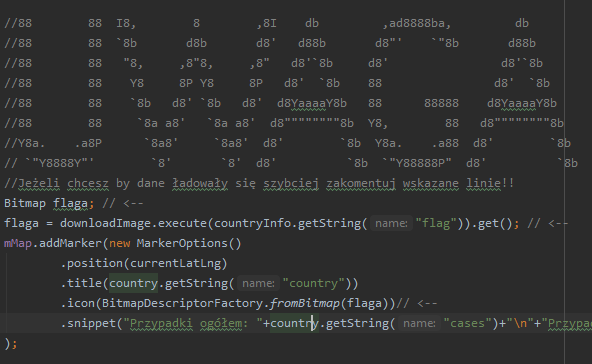 //88        88  I8,        8        ,8I    db            ,ad8888ba,         db
//88        88  `8b       d8b       d8'   d88b          d8"'    `"8b       d88b
//88        88   "8,     ,8"8,     ,8"   d8'`8b        d8'                d8'`8b
//88        88    Y8     8P Y8     8P   d8'  `8b       88                d8'  `8b
//88        88    `8b   d8' `8b   d8'  d8YaaaaY8b      88      88888    d8YaaaaY8b
//88        88     `8a a8'   `8a a8'  d8""""""""8b     Y8,        88   d8""""""""8b
//Y8a.    .a8P      `8a8'     `8a8'  d8'        `8b     Y8a.    .a88  d8'        `8b
// `"Y8888Y"'        `8'       `8'  d8'          `8b     `"Y88888P"  d8'          `8b
//Jeżeli chcesz by dane ładowały się szybciej zakomentuj wskazane linie!!
Bitmap flaga; // <--
flaga = downloadImage.execute(countryInfo.getString( name: "flag")).get(); // <--
mMap.addMarker(new MarkerOptions()
.position(currentLatLng)
.title(country.getString( name: "country"))
.icon(BitmapDescriptorFactory.fromBitmap(flaga))// <--
.snippet("Przypadki ogółem: "+country.getString( name: "cases")+"\n"+"Przypa
);